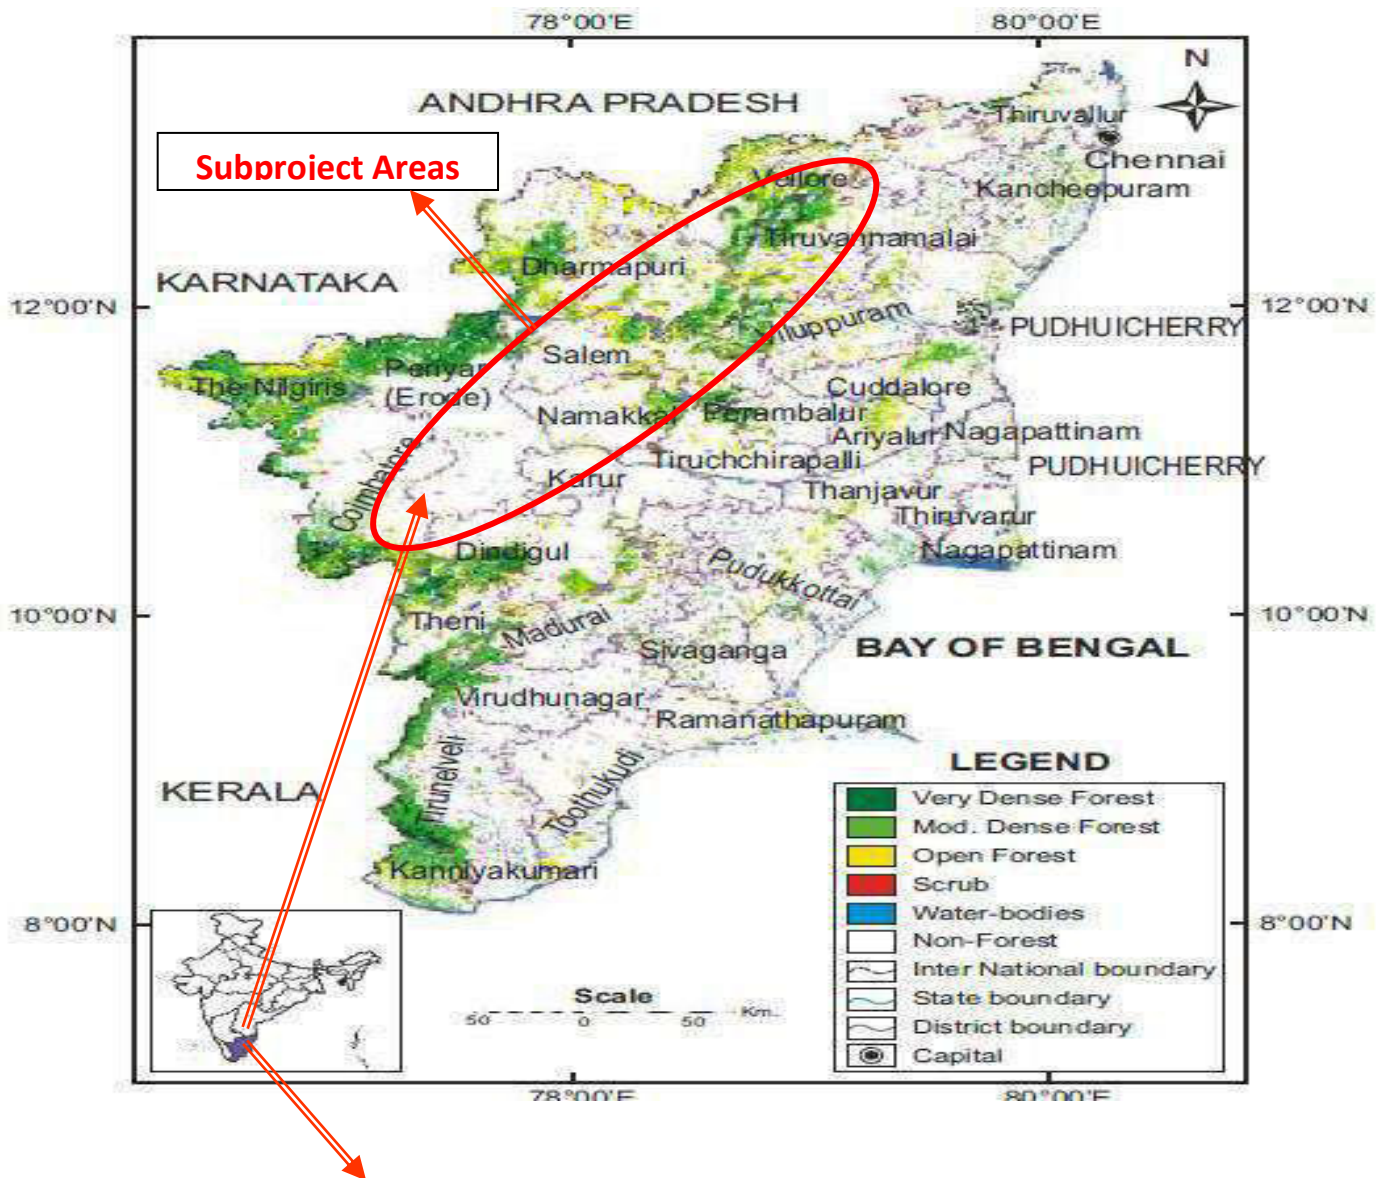 78°00'E
80°00'E
N
ANDHRA PRADESH
Thiruvallur
Subproject Areas
Chennai
Vellore
Kancheepuram
Tiruvannamalai
Dharmapuri
KARNATAKA
12°00'N
12°00'N
Viluppuram
PUDHUICHERRY
Salem
Periyar
(Erode)
The Nilgiris
Cuddalore
Namakkal
Perambalur
Ariyalur
Nagapattinam
Coimbatore
Tiruchchirapalli
PUDHUICHERRY
Karur
Thanjavur
Thiruvarur
Dindigul
Nagapattinam
Pudukkottai
10°00'N
10°00'N
Theni
Madurai
Sivaganga
BAY OF BENGAL
Virudhunagar
Ramanathapuram
KERALA
Tirunelveli
Toothukudi
Kanniyakumari
LEGEND
Very Dense Forest
Mod. Dense Forest
Open Forest
Scrub
Water-bodies
Non-Forest
Inter National boundary
State boundary
District boundary
Capital
8°00'N
8°00'N
Scale
50 0 50 Km.
78°00'E
80°00'E